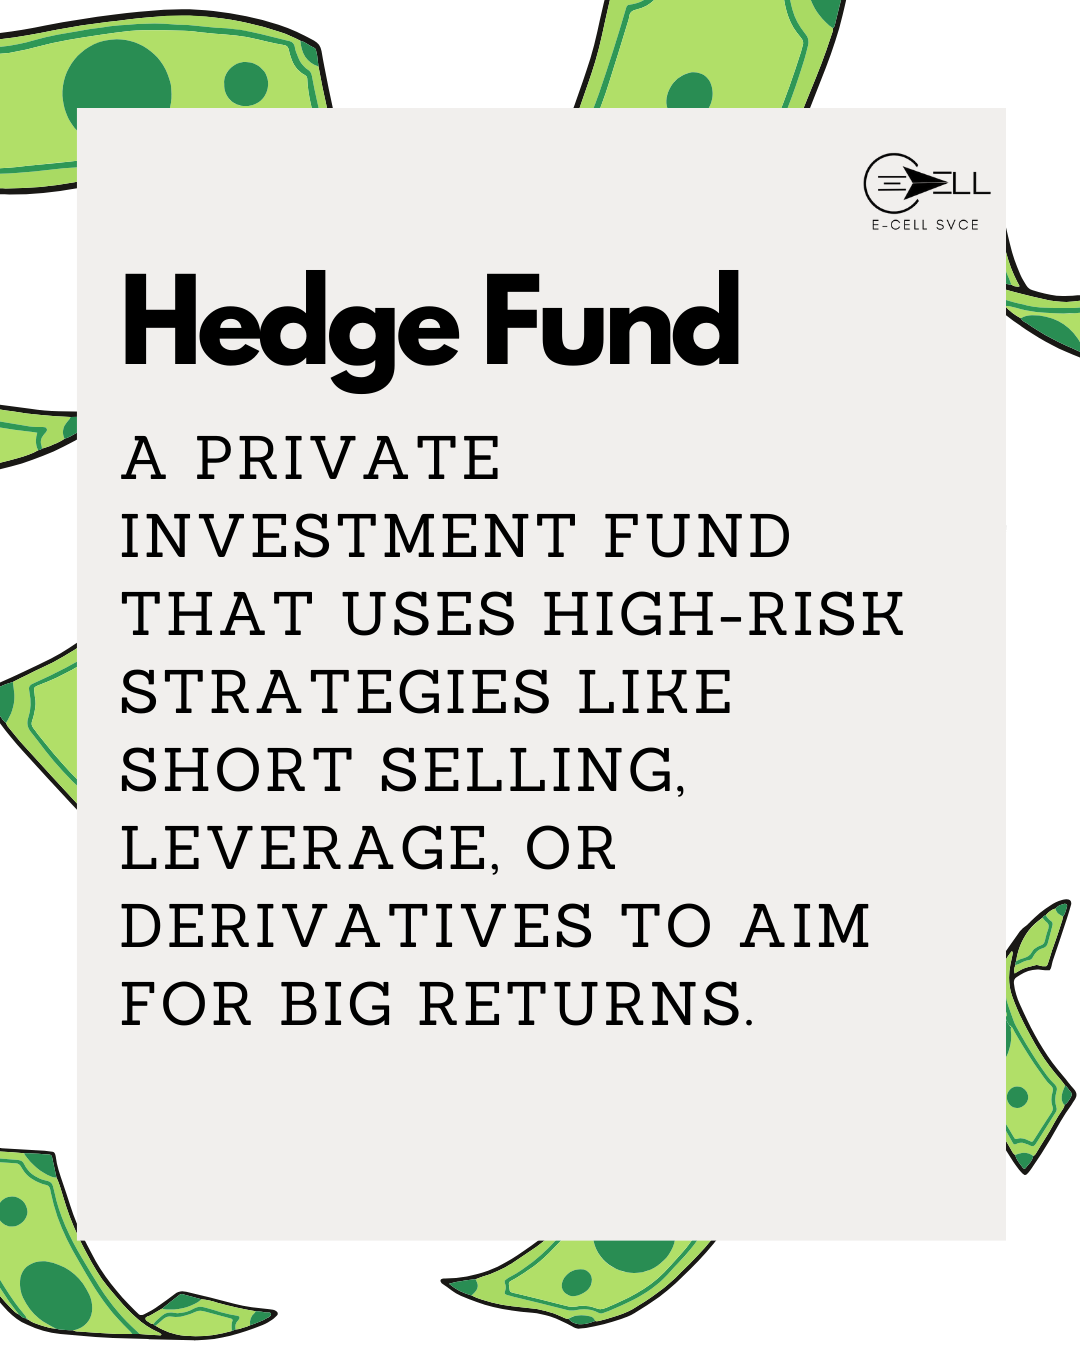 ELL
E-CELL SVCE
Hedge Fund
A PRIVATE
INVESTMENT FUND
THAT USES HIGH-RISK
STRATEGIES LIKE
SHORT SELLING,
LEVERAGE, OR
DERIVATIVES TO AIM
FOR BIG RETURNS.